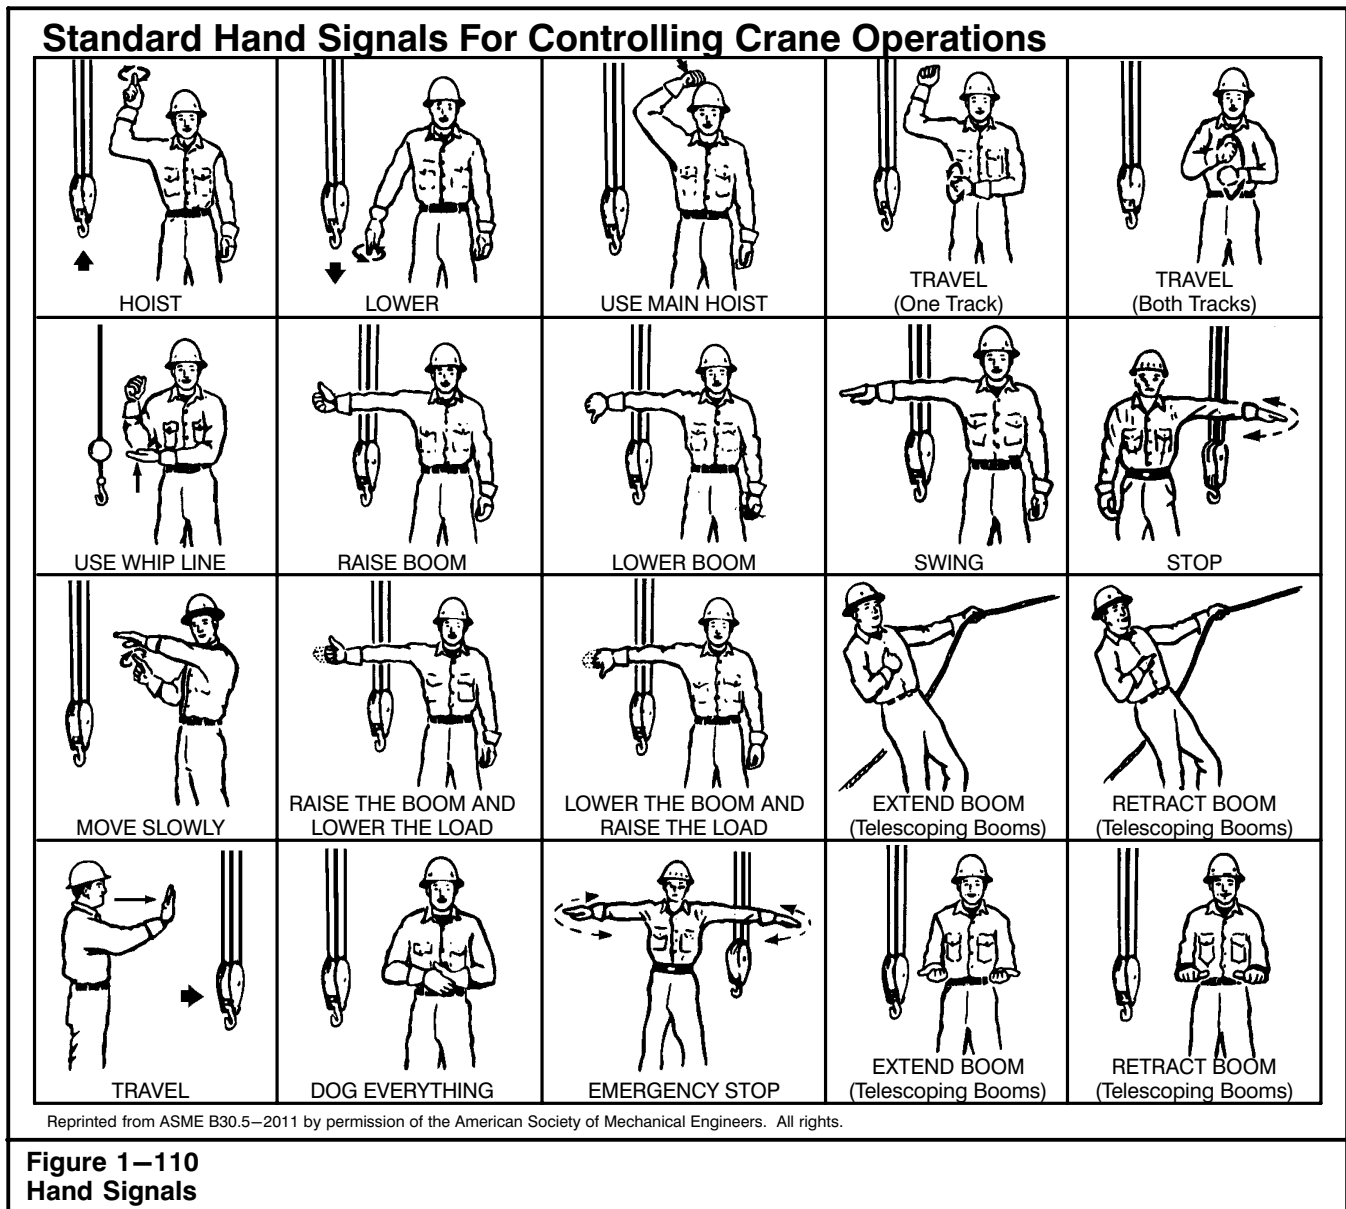 Standard Hand Signals For Controlling Crane Operations
HOIST
LOWER
USE MAIN HOIST
TRAVEL
(One Track)
TRAVEL
(Both Tracks)
USE WHIP LINE
RAISE BOOM
LOWER BOOM
SWING
STOP
MOVE SLOWLY
RAISE THE BOOM AND
LOWER THE LOAD
LOWER THE BOOM AND
RAISE THE LOAD
EXTEND BOOM
(Telescoping Booms)
RETRACT BOOM
(Telescoping Booms)
TRAVEL
DOG EVERYTHING
EMERGENCY STOP
EXTEND BOOM
(Telescoping Booms)
RETRACT BOOM
(Telescoping Booms)
Reprinted from ASME B30.5–2011 by permission of the American Society of Mechanical Engineers. All rights.
Figure 1–110
Hand Signals